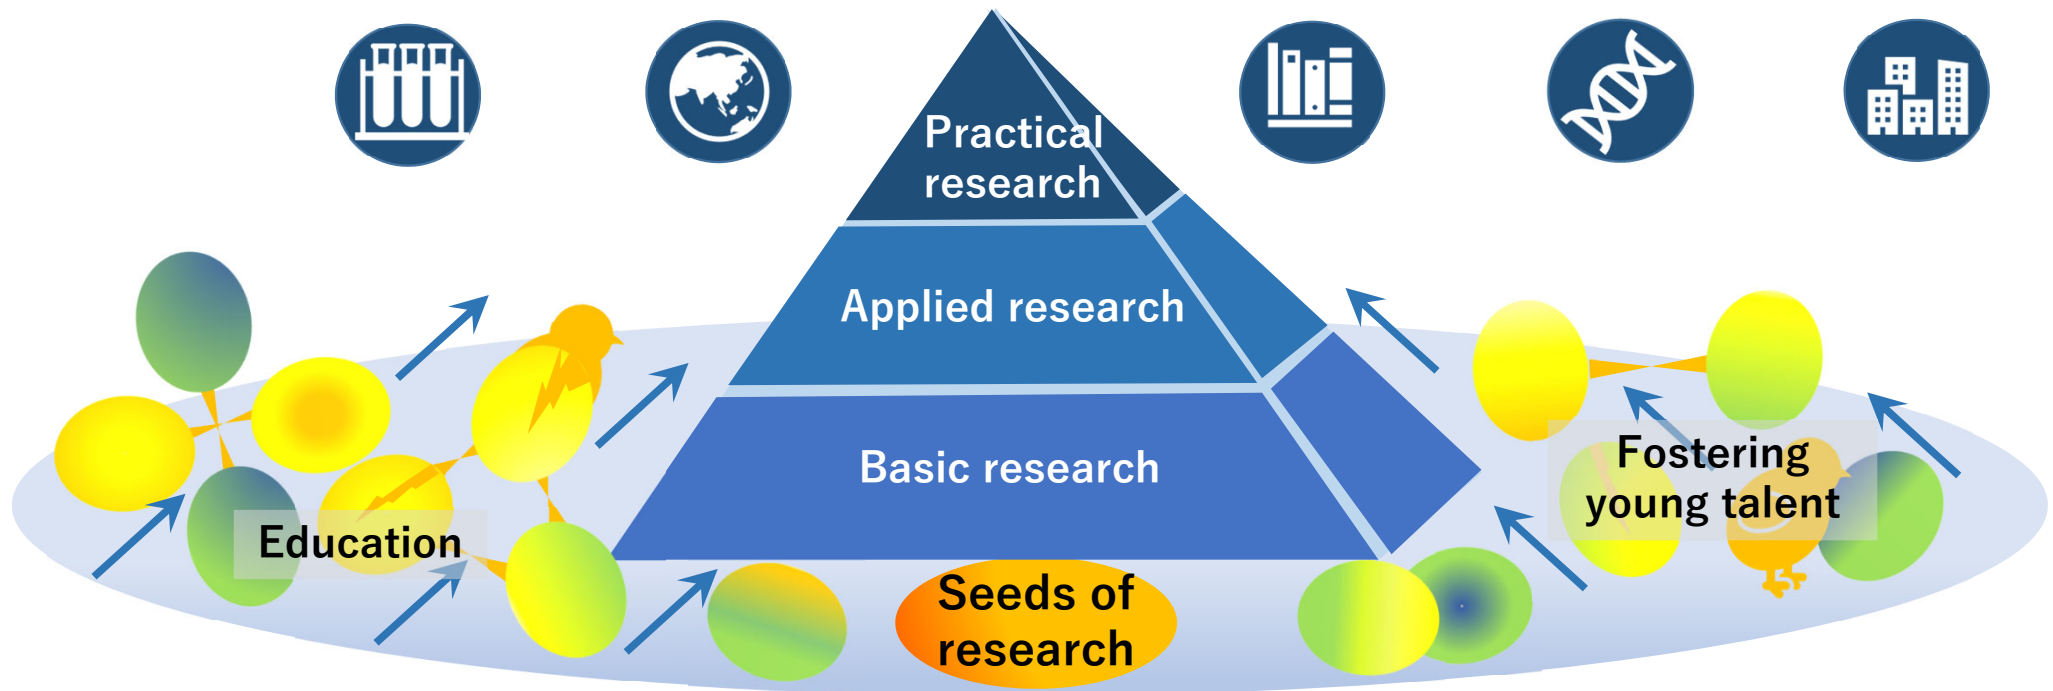 Practical
research
Applied research
Basic research
Fostering
young talent
Education
Seeds of
research